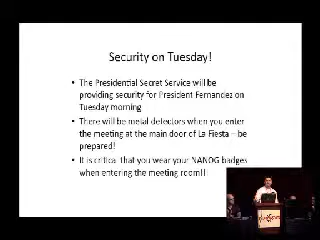 Security on Tuesday!
• The Presidential Secret Service will be
providing security for President Fernandez on
Tuesday morning
• There will be metal detectors when you enter
the meeting at the main door of La Fiesta – be
prepared!
• It is critical that you wear your NANOG badges
when entering the meeting room!!!